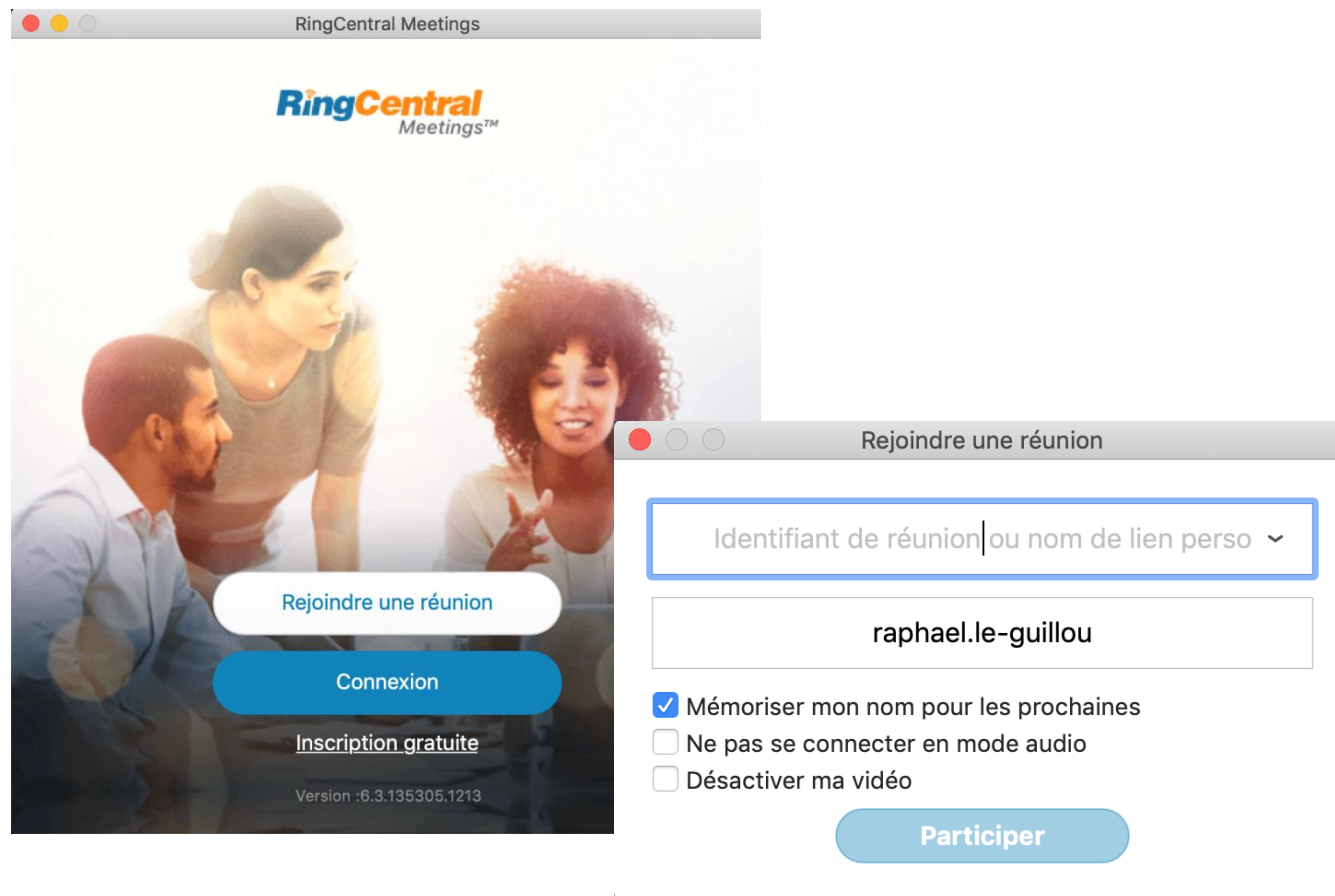 RingCentral Meetings
RingCentral
Meetings™
Rejoindre une réunion
Connexion
Inscription gratuite
Version :6.3.135305.1213
Rejoindre une réunion
Identifiant de réunion ou nom de lien perso
raphael.le-guillou
Mémoriser mon nom pour les prochaines
Ne pas se connecter en mode audio
Désactiver ma vidéo
Participer